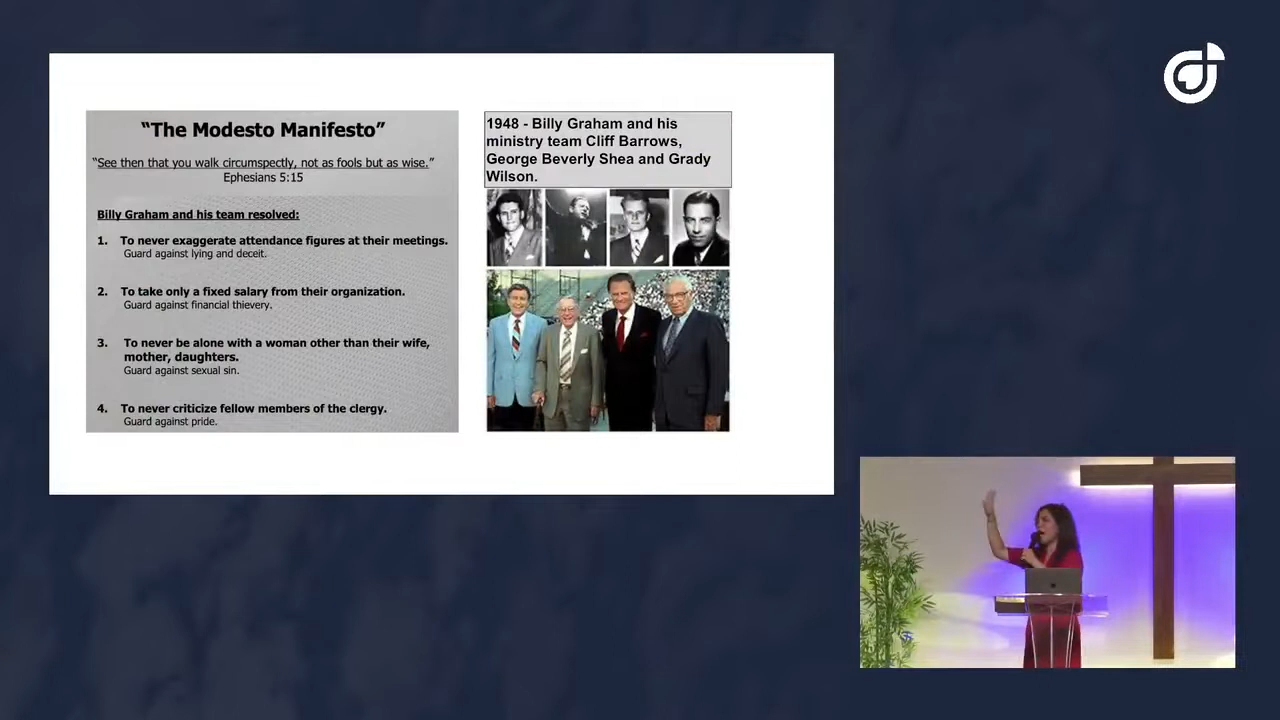 “The Modesto Manifesto”
“See then that you walk circumspectly, not as fools but as wise.”
Ephesians 5:15
Billy Graham and his team resolved:
1. To never exaggerate attendance figures at their meetings.
Guard against lying and deceit.
2. To take only a fixed salary from their organization.
Guard against financial thievery.
3. To never be alone with a woman other than their wife,
mother, daughters.
Guard against sexual sin.
4. To never criticize fellow members of the clergy.
Guard against pride.
1948 - Billy Graham and his
ministry team Cliff Barrows,
George Beverly Shea and Grady
Wilson.